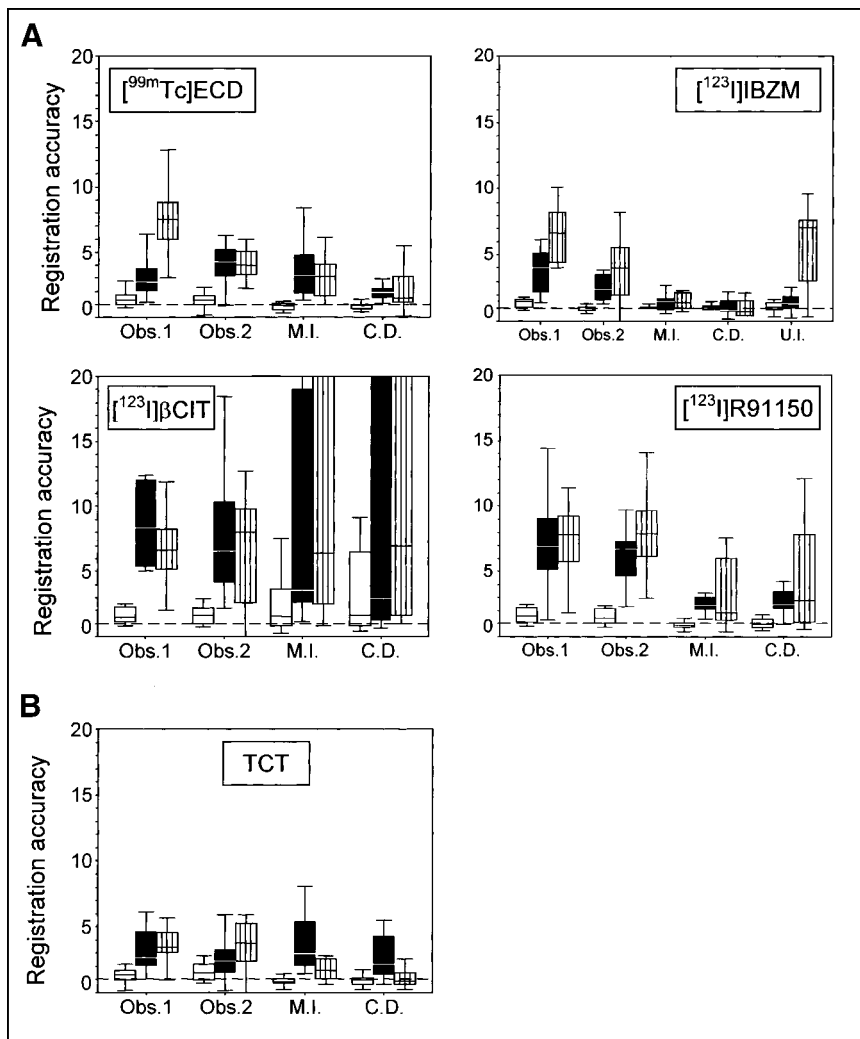 A
Registration accuracy
20
15
10
5
0
[99mTc]ECD
Obs.1 Obs.2 M.I. C.D.
20
15
10
5
0
[123I]IBZM
Obs.1 Obs.2 M.I. C.D. U.I.
Registration accuracy
20
15
10
5
0
[123I]βCIT
Obs.1 Obs.2 M.I. C.D.
20
15
10
5
0
[123I]R91150
Obs.1 Obs.2 M.I. C.D.
B
Registration accuracy
20
15
10
5
0
TCT
Obs.1 Obs.2 M.I. C.D.